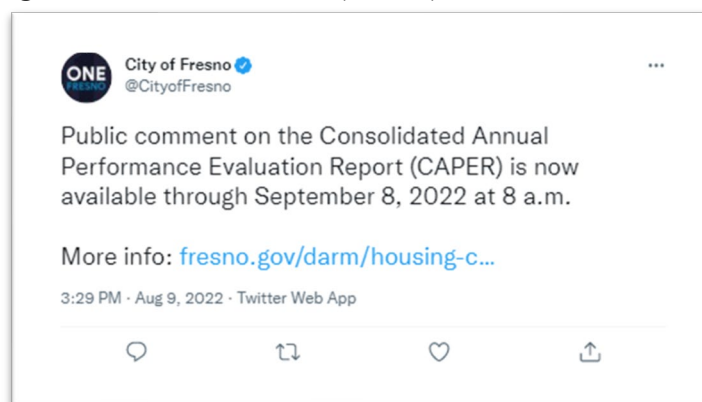 ONE
FRESNO
City of Fresno
@CityofFresno
Public comment on the Consolidated Annual
Performance Evaluation Report (CAPER) is now
available through September 8, 2022 at 8 a.m.
More info: fresno.gov/darm/housing-c...
3:29 PM · Aug 9, 2022 · Twitter Web App